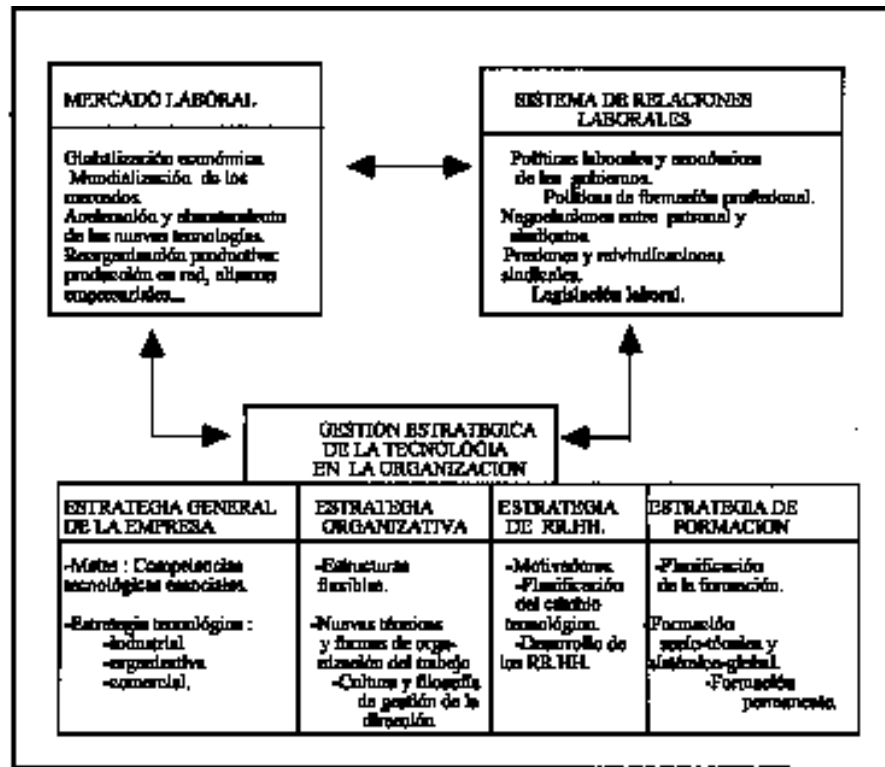 MERCADO LABORAL
Globalización económica.
Mundialización de los
mercados.
Aceleración y abaratamiento
de las nuevas tecnologías.
Reorganización productiva:
producción en red, alianzas
empresariales...
SISTEMA DE RELACIONES
LABORALES
Políticas laborales y económicas
de los gobiernos.
Políticas de formación profesional.
Negociaciones entre patronal y
sindicatos.
Presiones y reivindicaciones
sindicales.
Legislación laboral.
GESTION ESTRATEGICA
DE LA TECNOLOGIA
EN LA ORGANIZACION
ESTRATEGIA GENERAL
DE LA EMPRESA
-Metas : Competencias
tecnológicas esenciales.
-Estrategia tecnológica :
-industrial
-organizativa
-comercial.
ESTRATEGIA
ORGANIZATIVA
-Estructuras
flexibles.
-Nuevas técnicas
y formas de orga-
nización del trabajo
-Cultura y filosofía
de gestión de la
dirección
ESTRATEGIA
DE RR.HH.
-Motivadores.
-Planificación
del cambio
tecnológico.
-Desarrollo de
los RR.HH.
ESTRATEGIA DE
FORMACION
-Planificación
de la formación.
-Formación
socio-técnica y
sistémico-global.
-Formación
permanente.